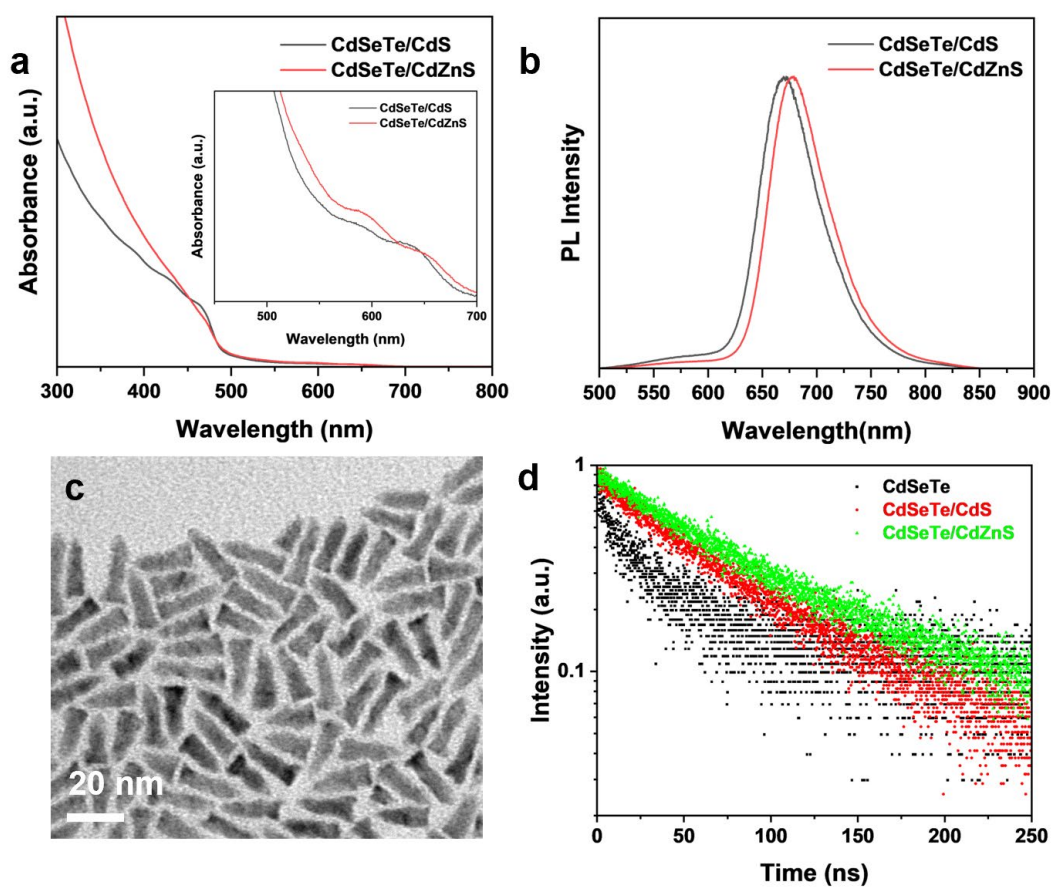 a
CdSeTe/CdS
CdSeTe/CdZnS
Absorbance (a.u.)
300 400 500 600 700 800
Wavelength (nm)
CdSeTe/CdS
CdSeTe/CdZnS
Absorbance (a.u.)
500 600 700
Wavelength (nm)
b
CdSeTe/CdS
CdSeTe/CdZnS
PL Intensity
500 550 600 650 700 750 800 850 900
Wavelength(nm)
c
20 nm
d
CdSeTe
CdSeTe/CdS
CdSeTe/CdZnS
1
0.1
Intensity (a.u.)
0 50 100 150 200 250
Time (ns)